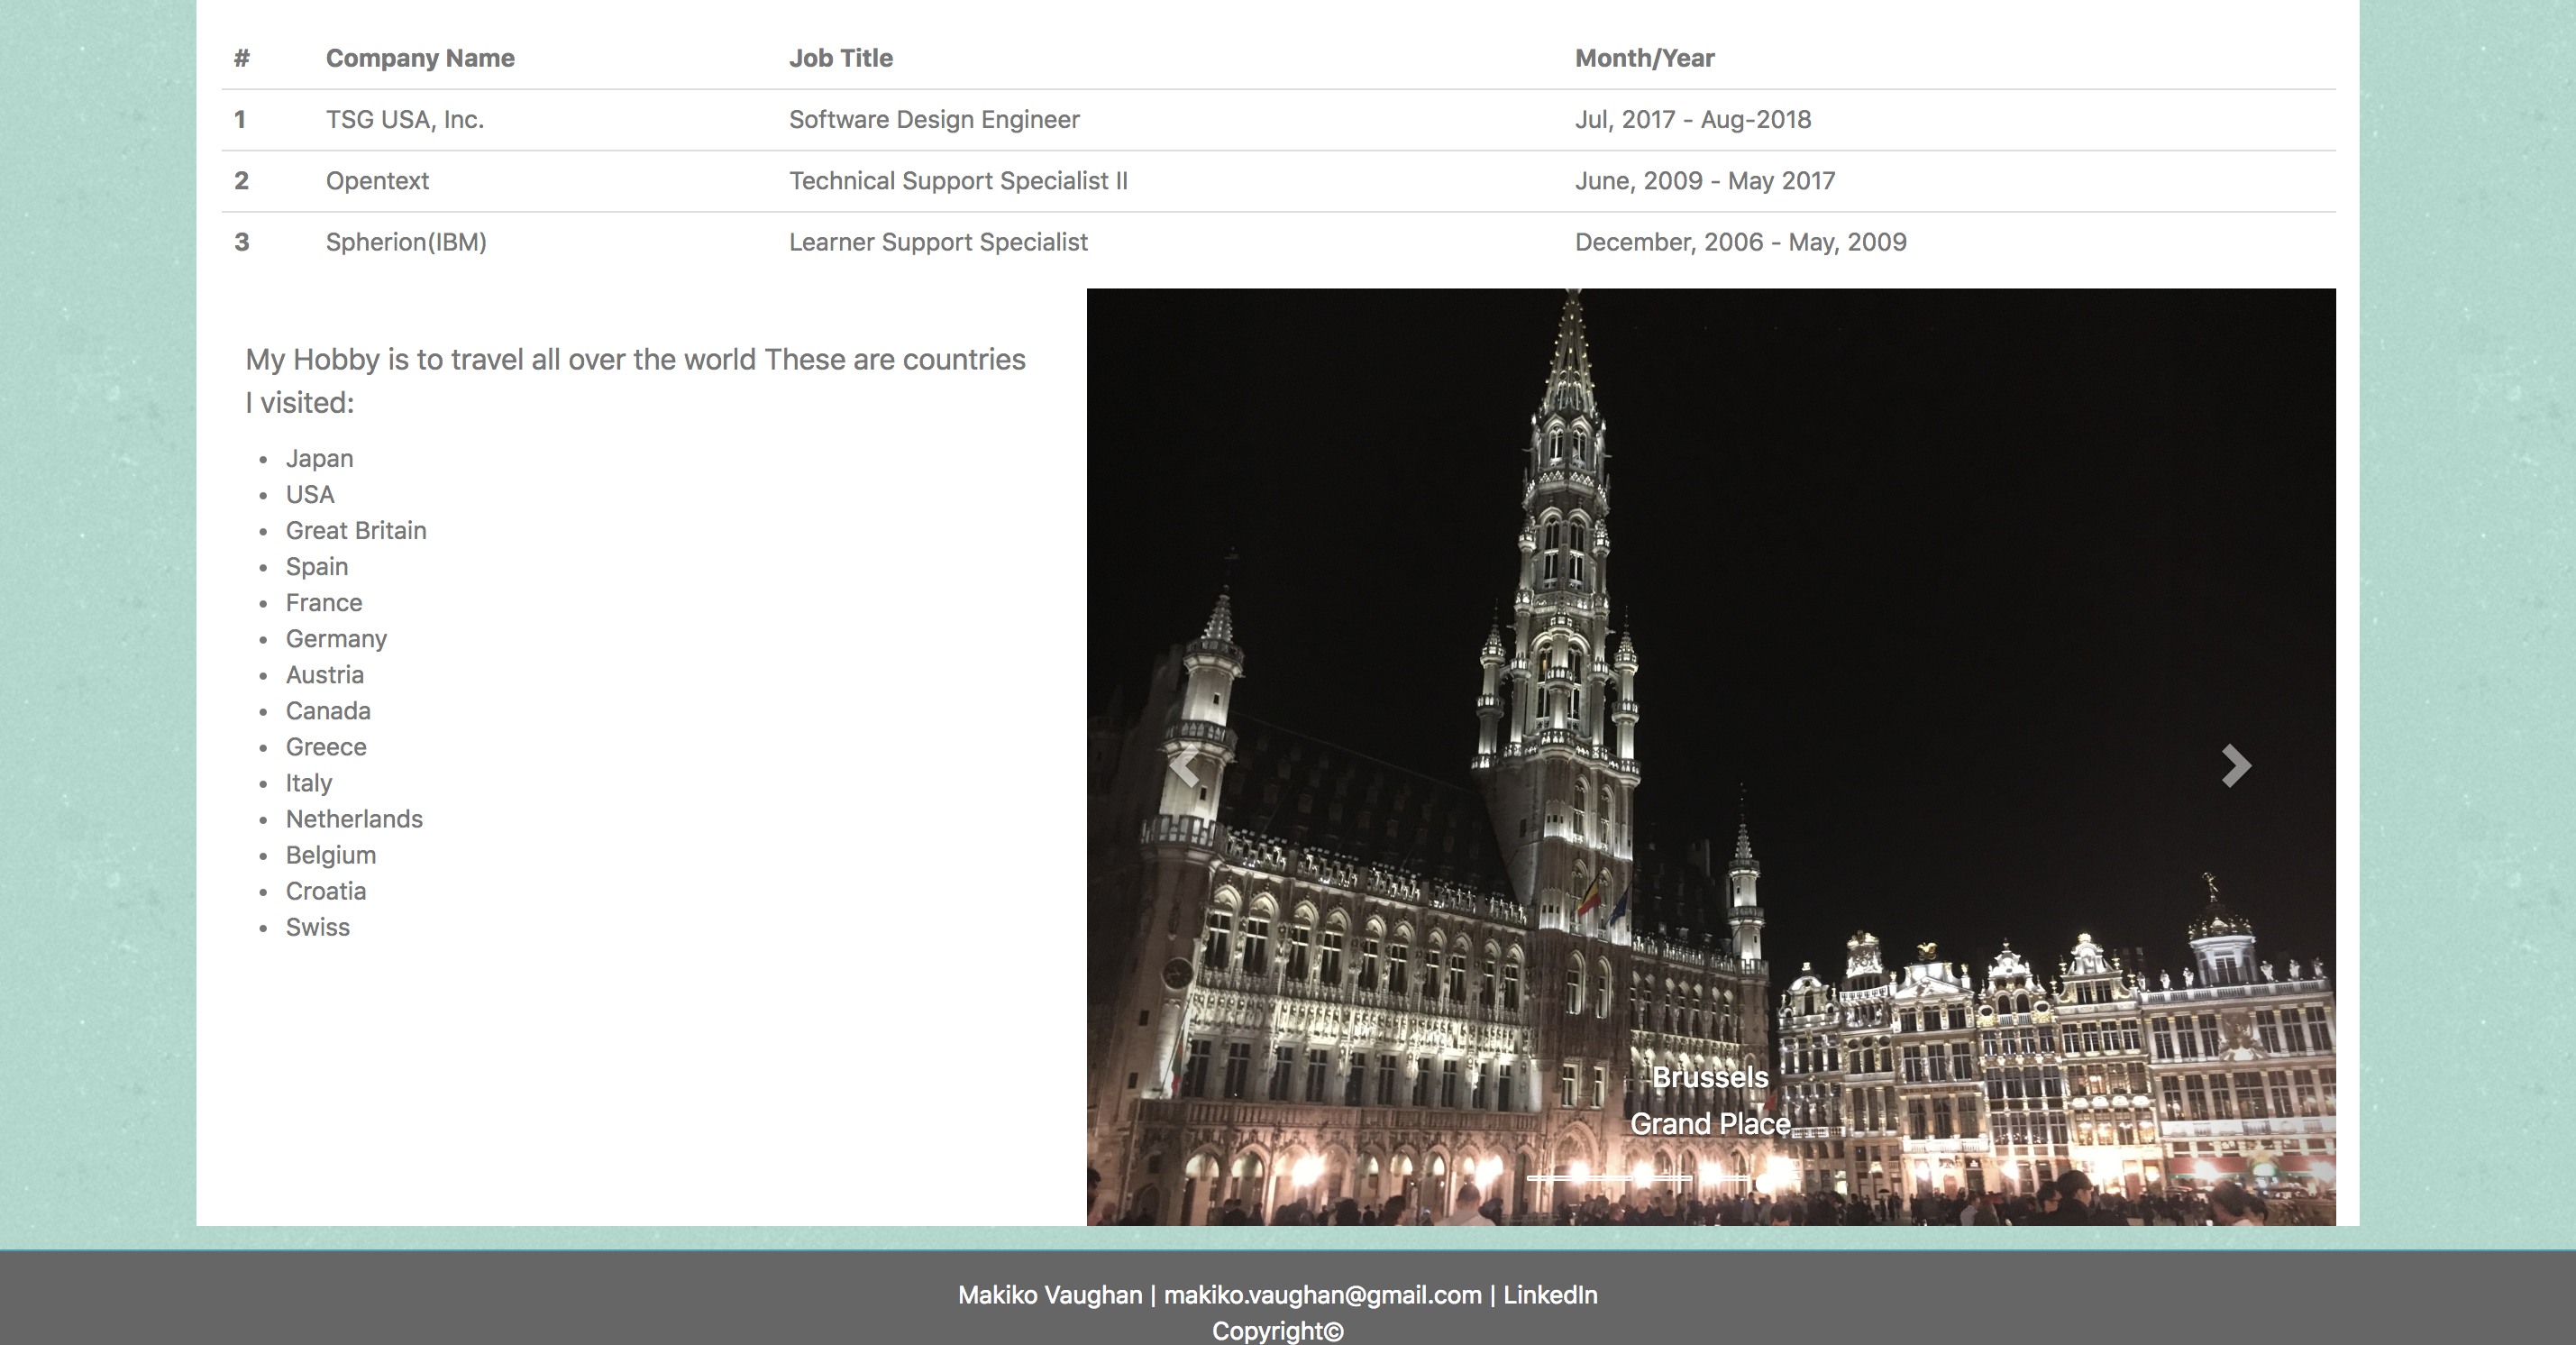 # Company Name Job Title Month/Year
1 TSG USA, Inc. Software Design Engineer Jul, 2017 - Aug-2018
2 Opentext Technical Support Specialist II June, 2009 - May 2017
3 Spherion(IBM) Learner Support Specialist December, 2006 - May, 2009
My Hobby is to travel all over the world These are countries
I visited:
• Japan
• USA
• Great Britain
• Spain
• France
• Germany
• Austria
• Canada
• Greece
• Italy
• Netherlands
• Belgium
• Croatia
• Swiss
Brussels
Grand Place
Makiko Vaughan | makiko.vaughan@gmail.com | LinkedIn
Copyright©